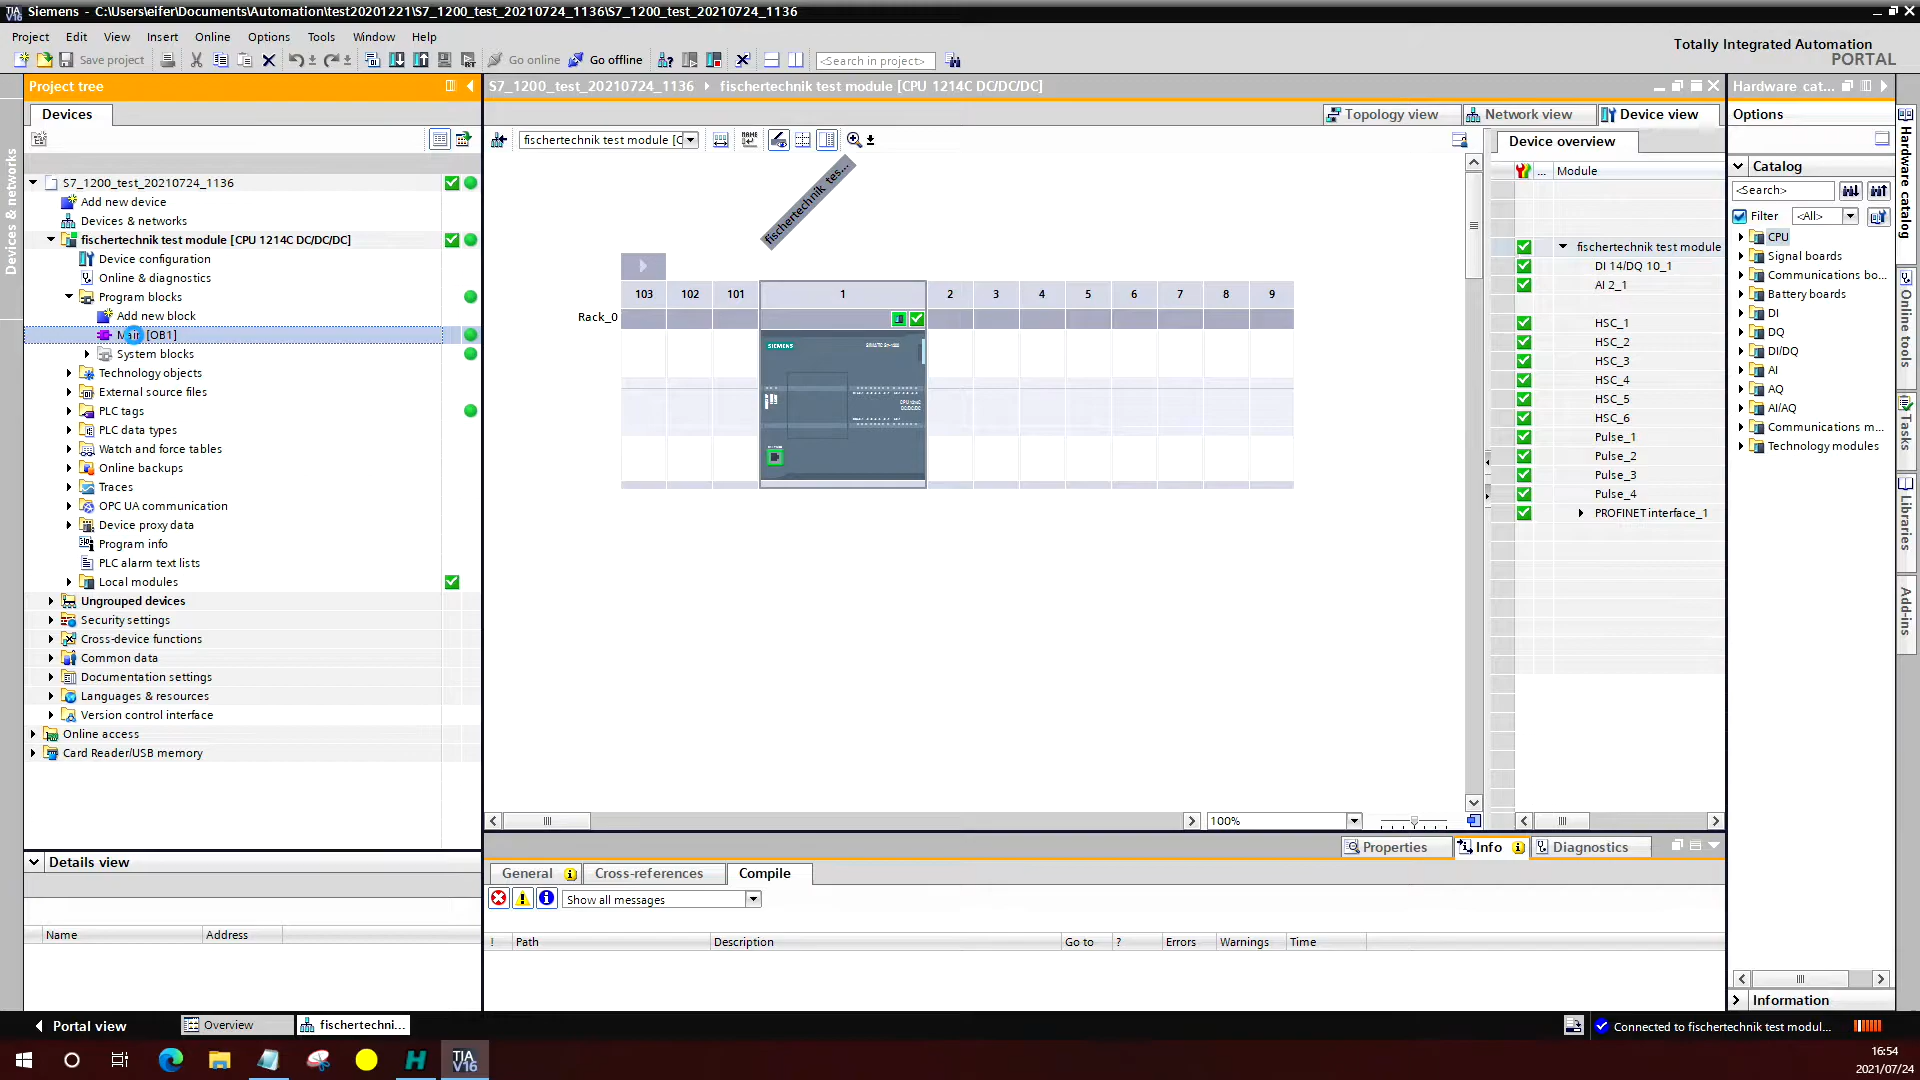 Siemens - C:\Users\eifer\Documents\Automation\test20201221\S7_1200_test_20210724_1136\S7_1200_test_20210724_1136
Project Edit View Insert Online Options Tools Window Help
Totally Integrated Automation
PORTAL
Save project Go online Go offline <Search in project>
Project tree
S7_1200_test_20210724_1136 fischertechnik test module [CPU 1214C DC/DC/DC]
Hardware cat...
Devices
Topology view Network view Device view
Options
fischertechnik test module [C
Device overview
... Module
Catalog
<Search>
Filter <All>
S7_1200_test_20210724_1136
Add new device
Devices & networks
fischertechnik test module [CPU 1214C DC/DC/DC]
Device configuration
Online & diagnostics
Program blocks
Add new block
Main [OB1]
System blocks
Technology objects
External source files
PLC tags
PLC data types
Watch and force tables
Online backups
Traces
OPC UA communication
Device proxy data
Program info
PLC alarm text lists
Local modules
Ungrouped devices
Security settings
Cross-device functions
Common data
Documentation settings
Languages & resources
Version control interface
Online access
Card Reader/USB memory
Devices & networks
fischertechnik tes...
103 102 101 1 2 3 4 5 6 7 8 9
Rack_0
SIEMENS SIMATIC S7-1200
CPU 1214C
DC/DC/DC
100%
fischertechnik test module
DI 14/DQ 10_1
AI 2_1
HSC_1
HSC_2
HSC_3
HSC_4
HSC_5
HSC_6
Pulse_1
Pulse_2
Pulse_3
Pulse_4
PROFINET interface_1
CPU
Signal boards
Communications bo...
Battery boards
DI
DQ
DI/DQ
AI
AQ
AI/AQ
Communications m...
Technology modules
Information
Hardware catalog
Online tools
Tasks
Libraries
Add-ins
Details view
Name Address
Properties Info Diagnostics
General Cross-references Compile
Show all messages
! Path Description Go to ? Errors Warnings Time
Portal view Overview fischertechni... Connected to fischertechnik test modul...
TIA
V16
16:54
2021/07/24